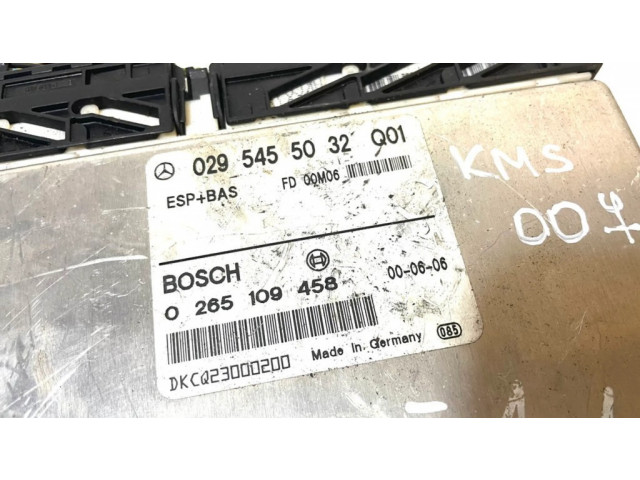 029 545 50 32 Q01
ESP+BAS
FD 00M06
BOSCH
00-06-06
0 265 109 458
Made in Germany
085
DKCQ23000200
KMS
007